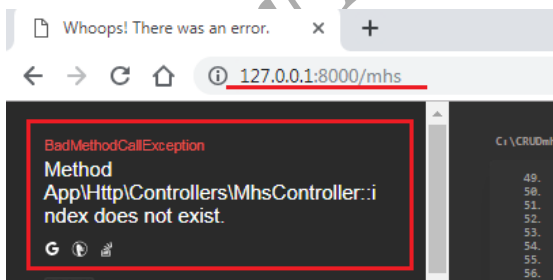 Whoops! There was an error.
127.0.0.1:8000/mhs
BadMethodCallException
Method
App\Http\Controllers\MhsController::i
ndex does not exist.
C:\CRUDmh
49.
50.
51.
52.
53.
54.
55.
56.